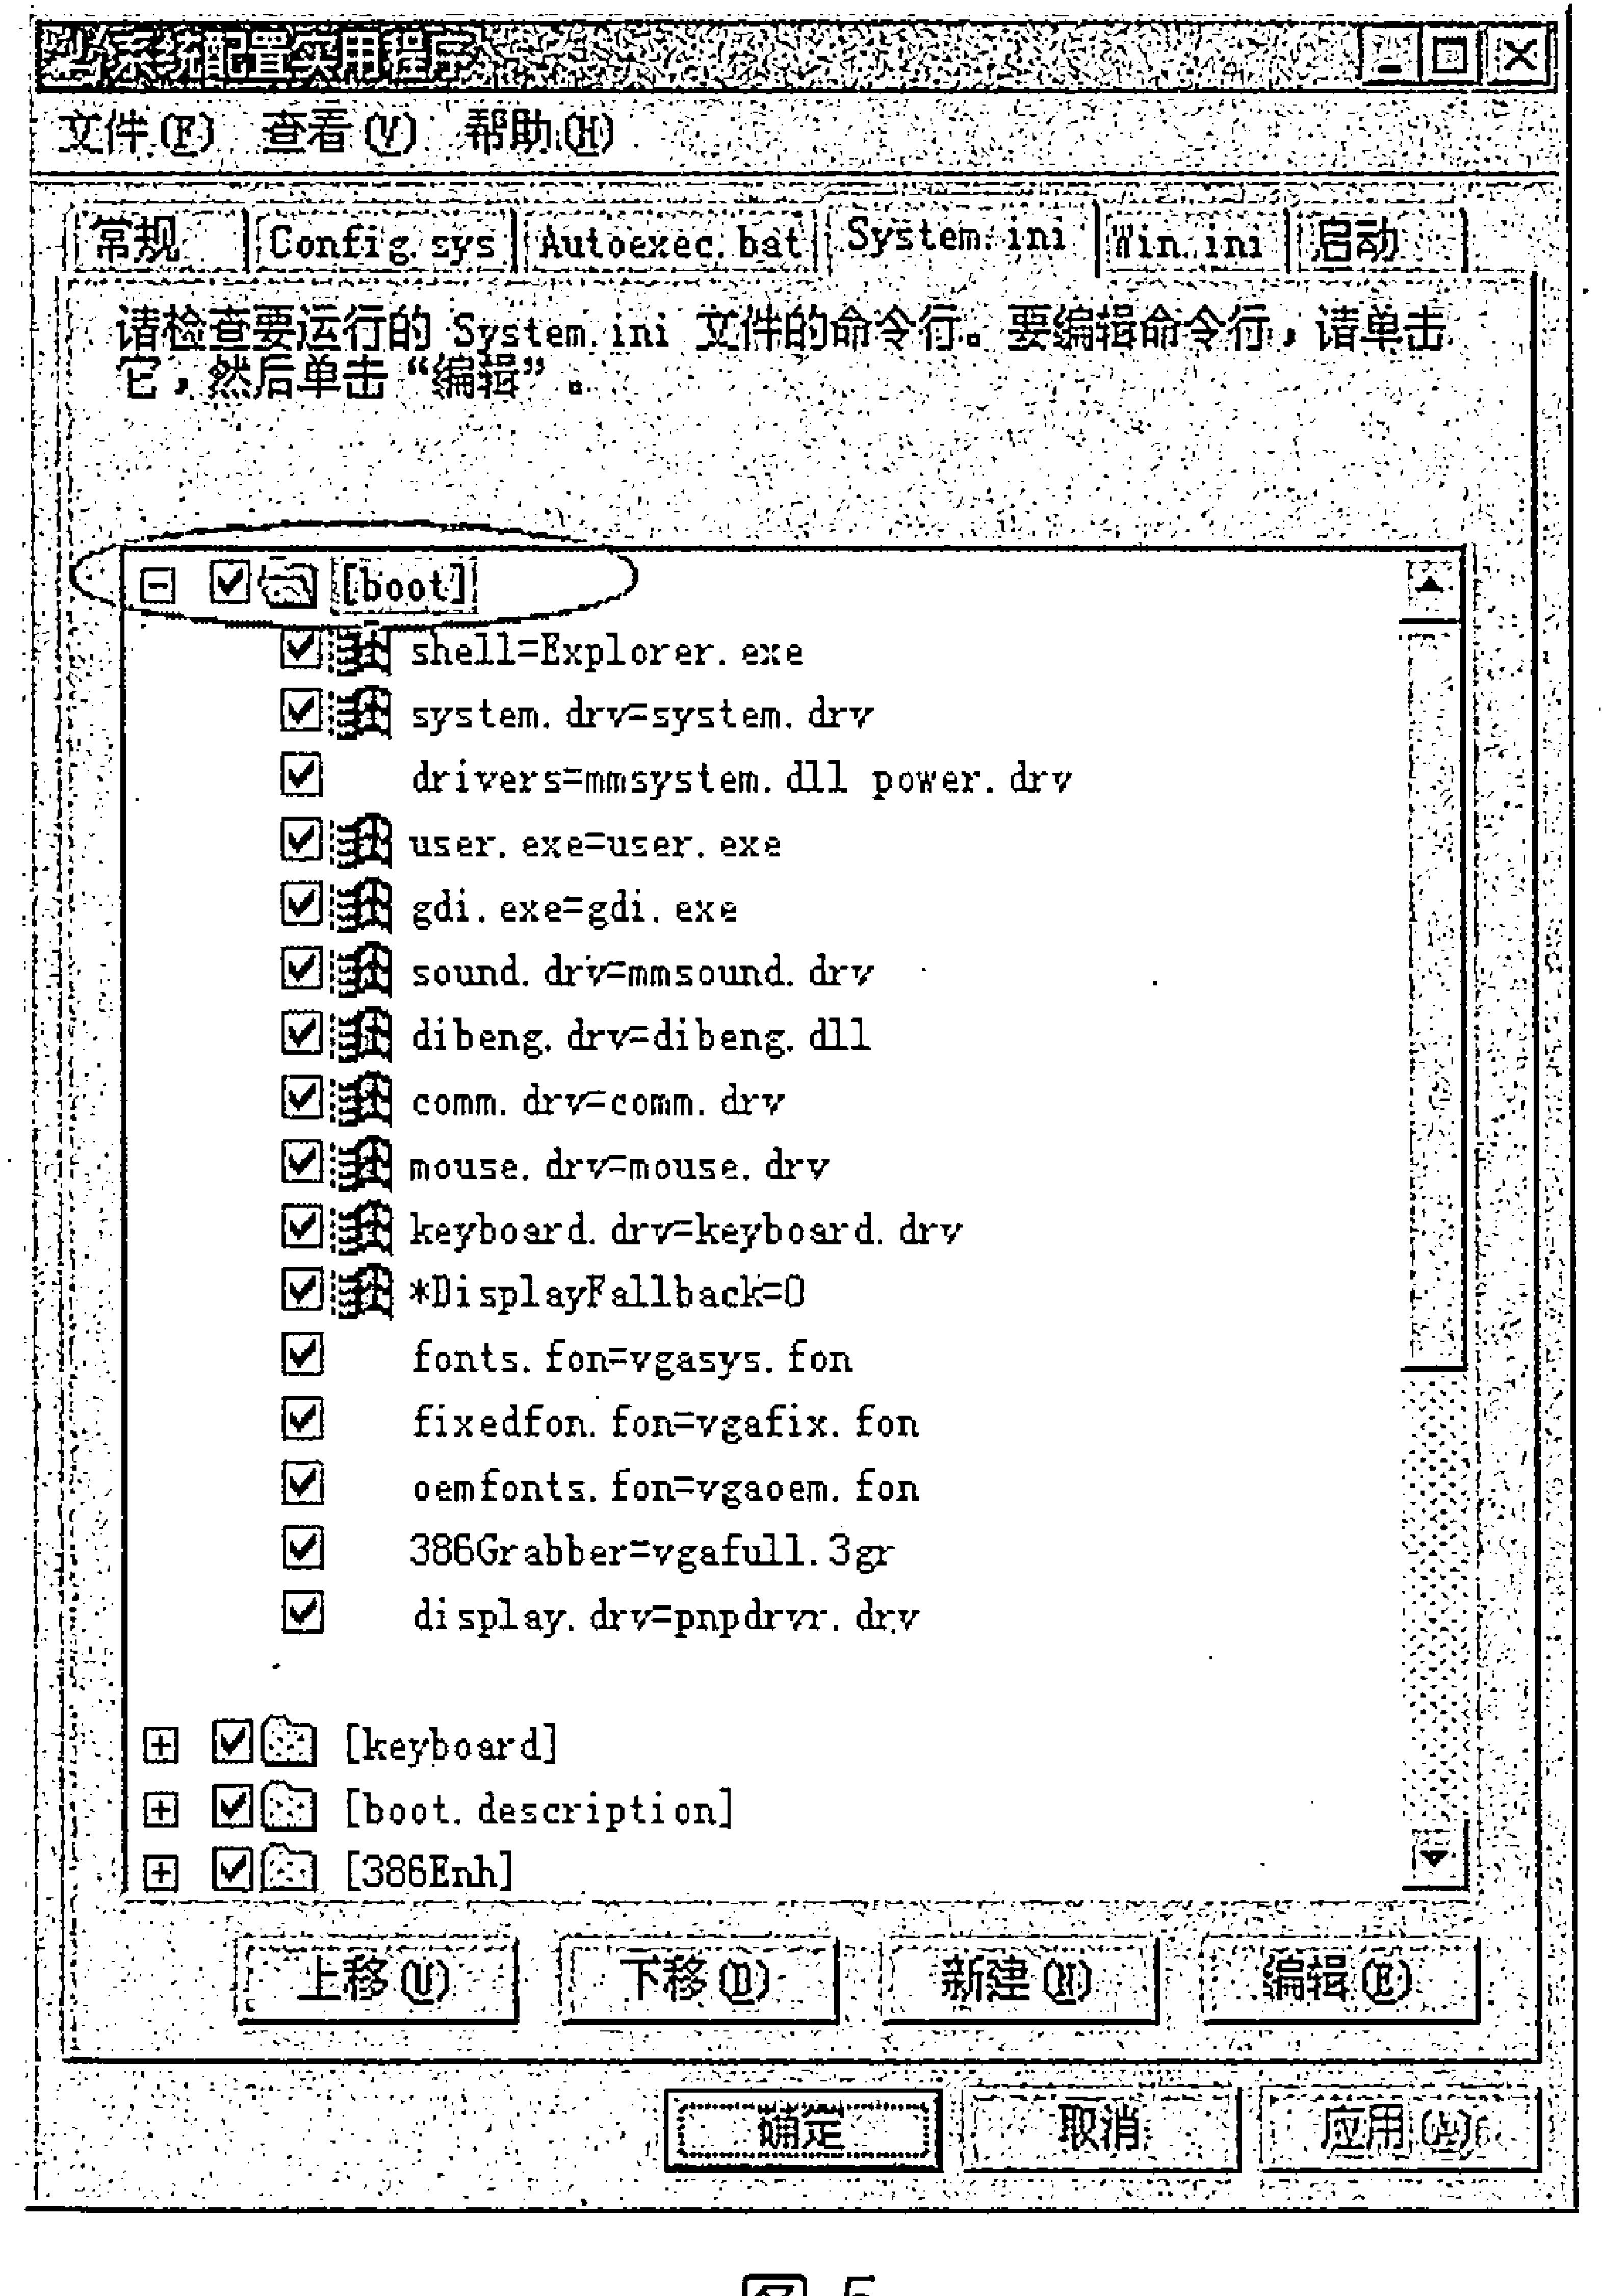 系统配置实用程序
文件(F) 查看(V) 帮助(H)
常规 Config.sys Autoexec.bat System.ini Win.ini 启动
请检查要运行的 System.ini 文件的命令行。要编辑命令行，请单击
它，然后单击“编辑”。
[boot]
shell=Explorer.exe
system.drv=system.drv
drivers=mmsystem.dll power.drv
user.exe=user.exe
gdi.exe=gdi.exe
sound.drv=mmsound.drv
dibeng.drv=dibeng.dll
comm.drv=comm.drv
mouse.drv=mouse.drv
keyboard.drv=keyboard.drv
*DisplayFallback=0
fonts.fon=vgasys.fon
fixedfon.fon=vgafix.fon
oemfonts.fon=vgaoem.fon
386Grabber=vgafull.3gr
display.drv=pnpdrvr.drv
[keyboard]
[boot.description]
[386Enh]
上移(U) 下移(D) 新建(N) 编辑(E)
确定 取消 应用(A)
图 5